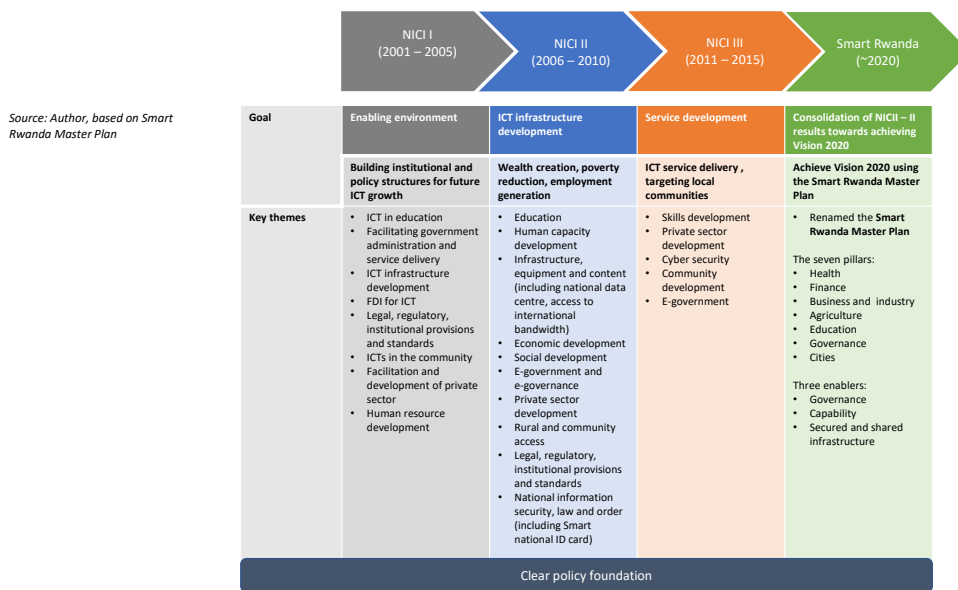 NICI I
(2001 – 2005)
NICI II
(2006 – 2010)
NICI III
(2011 – 2015)
Smart Rwanda
(~2020)
Source: Author, based on Smart
Rwanda Master Plan
Goal
Enabling environment
ICT infrastructure
development
Service development
Consolidation of NICII – II
results towards achieving
Vision 2020
Building institutional and
policy structures for future
ICT growth
Wealth creation, poverty
reduction, employment
generation
ICT service delivery ,
targeting local
communities
Achieve Vision 2020 using
the Smart Rwanda Master
Plan
Key themes
• ICT in education
• Facilitating government
administration and
service delivery
• ICT infrastructure
development
• FDI for ICT
• Legal, regulatory,
institutional provisions
and standards
• ICTs in the community
• Facilitation and
development of private
sector
• Human resource
development
• Education
• Human capacity
development
• Infrastructure,
equipment and content
(including national data
centre, access to
international
bandwidth)
• Economic development
• Social development
• E-government and
e-governance
• Private sector
development
• Rural and community
access
• Legal, regulatory,
institutional provisions
and standards
• National information
security, law and order
(including Smart
national ID card)
• Skills development
• Private sector
development
• Cyber security
• Community
development
• E-government
• Renamed the Smart
Rwanda Master Plan
The seven pillars:
• Health
• Finance
• Business and industry
• Agriculture
• Education
• Governance
• Cities
Three enablers:
• Governance
• Capability
• Secured and shared
infrastructure
Clear policy foundation